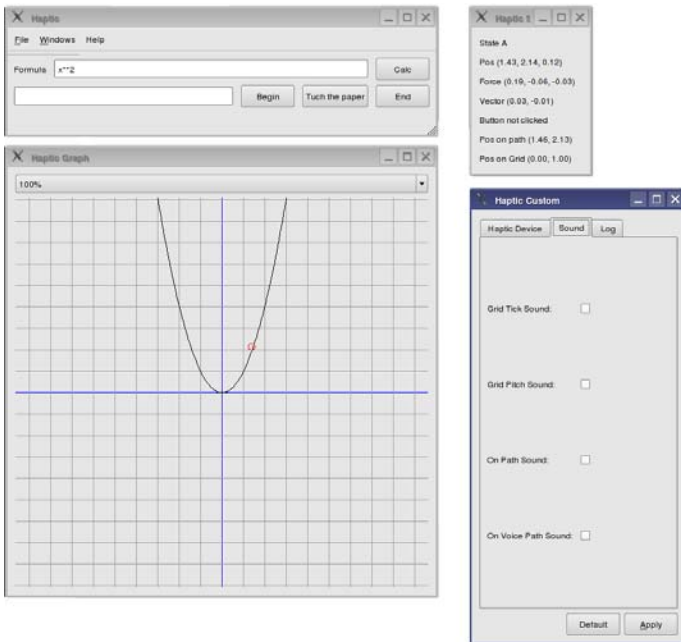 Haptic
File Windows Help
Formula x**2 Calc
Begin Tuch the paper End
Haptic Graph
100%
Haptic 1
State A
Pos (1.43, 2.14, 0.12)
Force (0.19, -0.06, -0.03)
Vector (0.03, -0.01)
Button not clicked
Pos on path (1.46, 2.13)
Pos on Grid (0.00, 1.00)
Haptic Custom
Haptic Device Sound Log
Grid Tick Sound:
Grid Pitch Sound:
On Path Sound:
On Voice Path Sound:
Default Apply